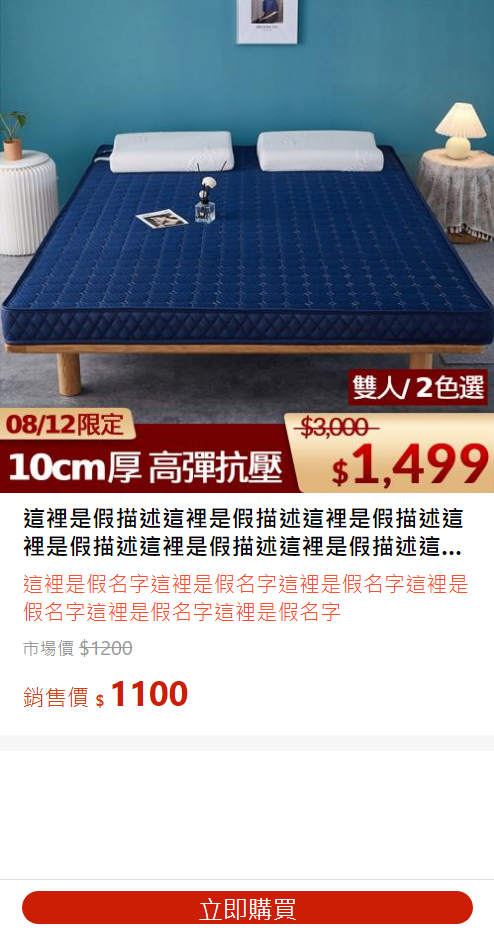 雙人/2色選
08/12限定
$3,000
10cm厚 高彈抗壓
$1,499
這裡是假描述這裡是假描述這裡是假描述這
裡是假描述這裡是假描述這裡是假描述這...
這裡是假名字這裡是假名字這裡是假名字這裡是
假名字這裡是假名字這裡是假名字
市場價 $1200
銷售價 $ 1100
立即購買